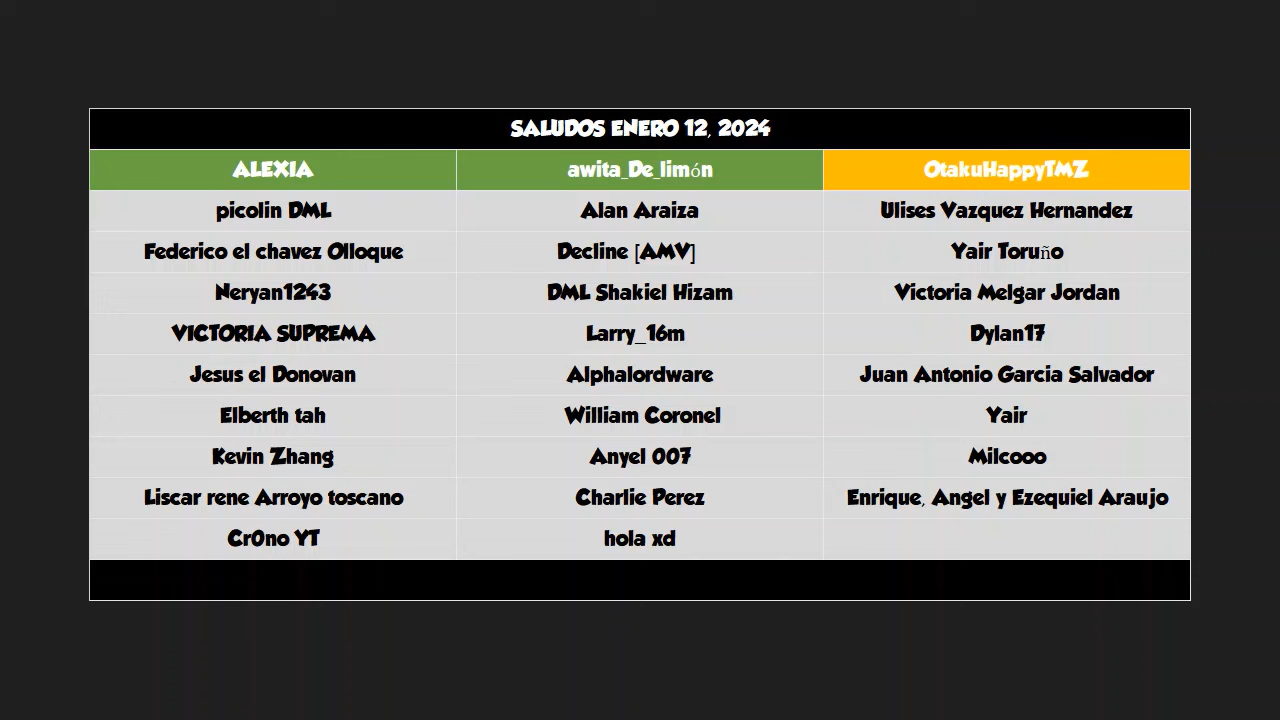 SALUDOS ENERO 12, 2024
ALEXIA awita_De_limón OtakuHappyTMZ
picolin DML Alan Araiza Ulises Vazquez Hernandez
Federico el chavez Olloque Decline [AMV] Yair Toruño
Neryan1243 DML Shakiel Hizam Victoria Melgar Jordan
VICTORIA SUPREMA Larry_16m Dylan17
Jesus el Donovan Alphalordware Juan Antonio Garcia Salvador
Elberth tah William Coronel Yair
Kevin Zhang Anyel 007 Milcooo
Liscar rene Arroyo toscano Charlie Perez Enrique, Angel y Ezequiel Araujo
Cr0no YT hola xd